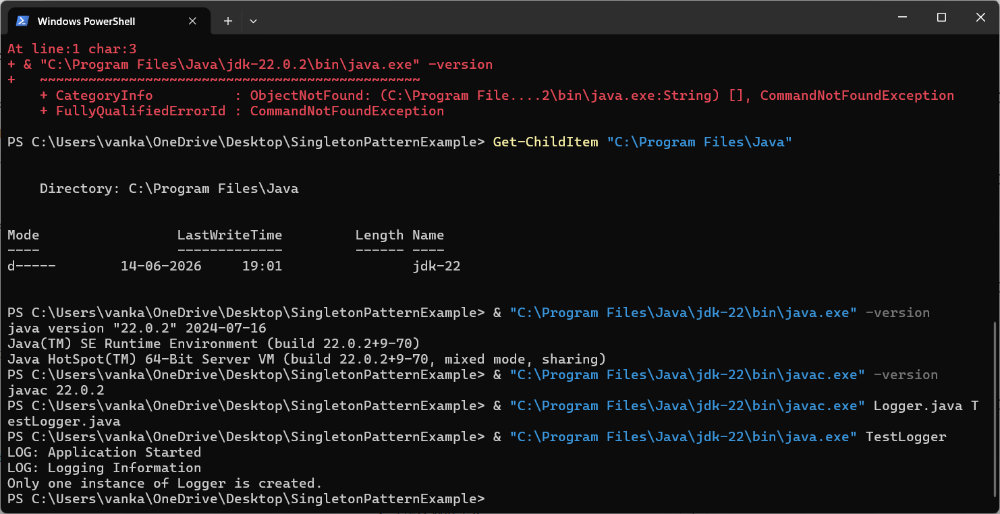 Windows PowerShell
At line:1 char:3
+ & "C:\Program Files\Java\jdk-22.0.2\bin\java.exe" -version
+   ~~~~~~~~~~~~~~~~~~~~~~~~~~~~~~~~~~~~~~~~~~~~~~~
    + CategoryInfo          : ObjectNotFound: (C:\Program File....2\bin\java.exe:String) [], CommandNotFoundException
    + FullyQualifiedErrorId : CommandNotFoundException
PS C:\Users\vanka\OneDrive\Desktop\SingletonPatternExample> Get-ChildItem "C:\Program Files\Java"
    Directory: C:\Program Files\Java
Mode                 LastWriteTime         Length Name
----                 -------------         ------ ----
d-----        14-06-2026     19:01                jdk-22
PS C:\Users\vanka\OneDrive\Desktop\SingletonPatternExample> & "C:\Program Files\Java\jdk-22\bin\java.exe" -version
java version "22.0.2" 2024-07-16
Java(TM) SE Runtime Environment (build 22.0.2+9-70)
Java HotSpot(TM) 64-Bit Server VM (build 22.0.2+9-70, mixed mode, sharing)
PS C:\Users\vanka\OneDrive\Desktop\SingletonPatternExample> & "C:\Program Files\Java\jdk-22\bin\javac.exe" -version
javac 22.0.2
PS C:\Users\vanka\OneDrive\Desktop\SingletonPatternExample> & "C:\Program Files\Java\jdk-22\bin\javac.exe" Logger.java T
estLogger.java
PS C:\Users\vanka\OneDrive\Desktop\SingletonPatternExample> & "C:\Program Files\Java\jdk-22\bin\java.exe" TestLogger
LOG: Application Started
LOG: Logging Information
Only one instance of Logger is created.
PS C:\Users\vanka\OneDrive\Desktop\SingletonPatternExample>